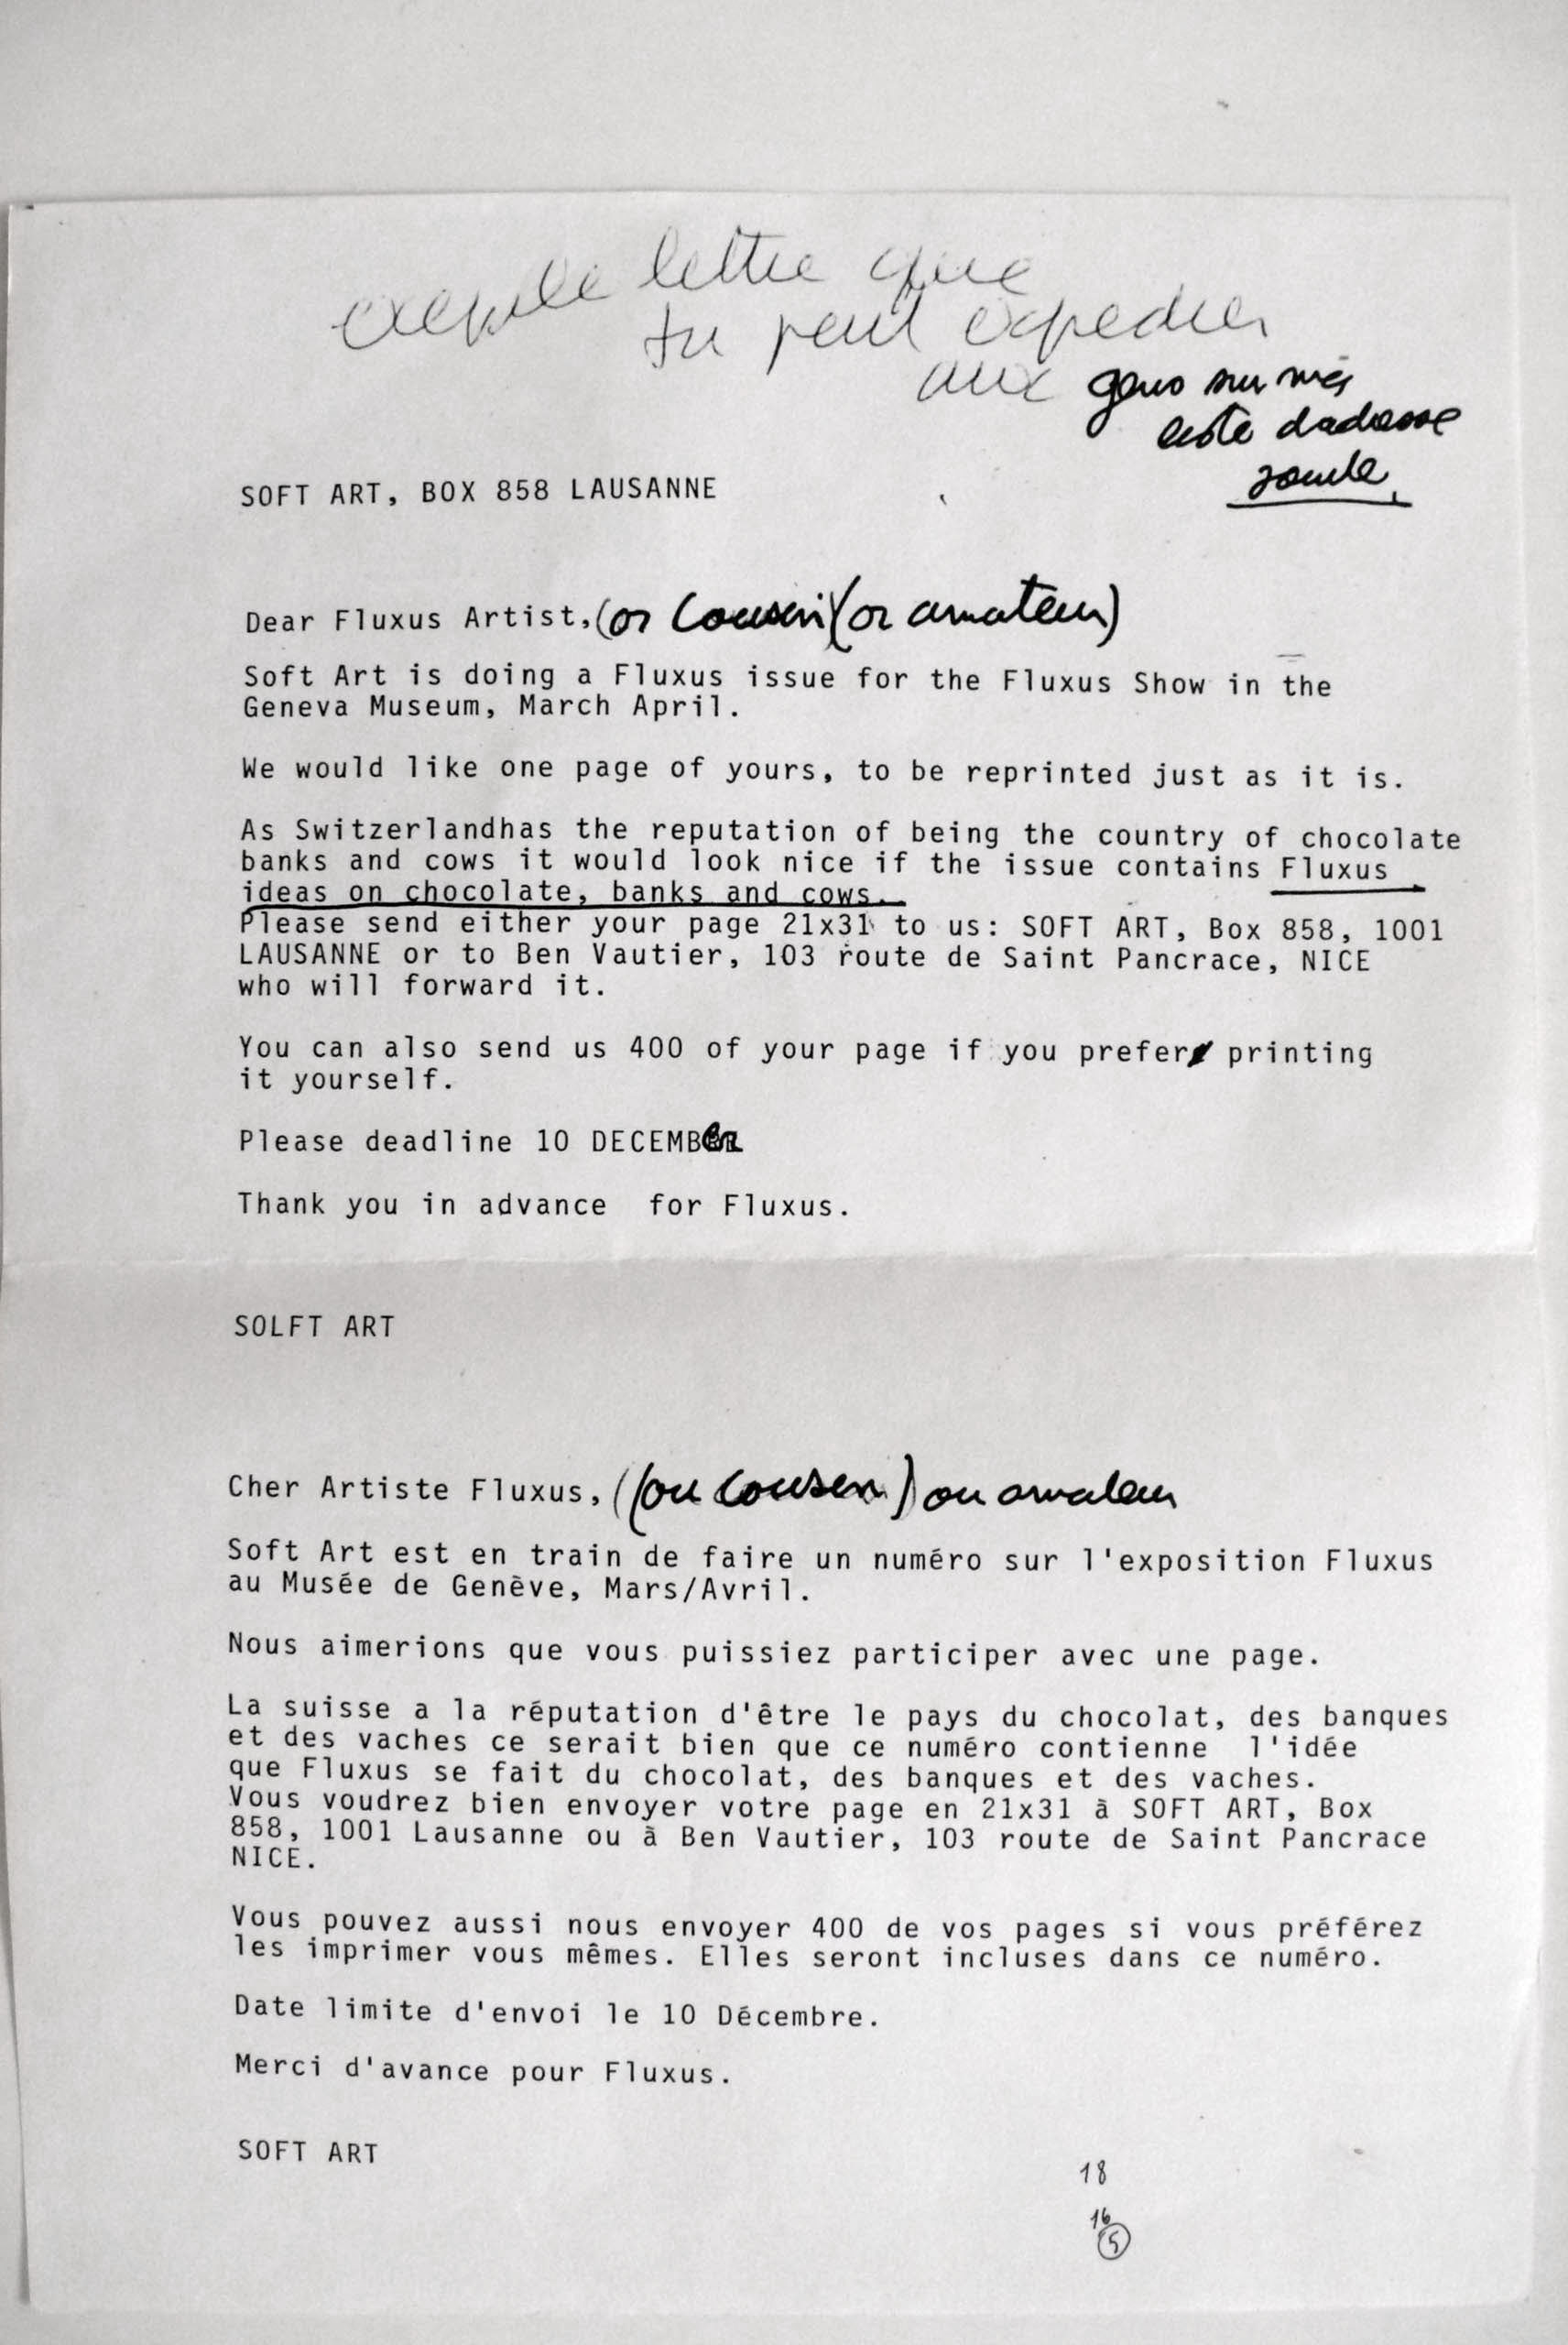 exemple lettre que
tu peut expedier
aux gens sur mes
liste dadresse
jointe
SOFT ART, BOX 858 LAUSANNE
Dear Fluxus Artist, (or Cousin (or amateur)
Soft Art is doing a Fluxus issue for the Fluxus Show in the
Geneva Museum, March April.
We would like one page of yours, to be reprinted just as it is.
As Switzerlandhas the reputation of being the country of chocolate
banks and cows it would look nice if the issue contains Fluxus
ideas on chocolate, banks and cows.
Please send either your page 21x31 to us: SOFT ART, Box 858, 1001
LAUSANNE or to Ben Vautier, 103 route de Saint Pancrace, NICE
who will forward it.
You can also send us 400 of your page if you prefer printing
it yourself.
Please deadline 10 DECEMBer
Thank you in advance for Fluxus.
SOLFT ART
Cher Artiste Fluxus, ((ou Cousin) ou amateur
Soft Art est en train de faire un numéro sur l'exposition Fluxus
au Musée de Genève, Mars/Avril.
Nous aimerions que vous puissiez participer avec une page.
La suisse a la réputation d'être le pays du chocolat, des banques
et des vaches ce serait bien que ce numéro contienne l'idée
que Fluxus se fait du chocolat, des banques et des vaches.
Vous voudrez bien envoyer votre page en 21x31 à SOFT ART, Box
858, 1001 Lausanne ou à Ben Vautier, 103 route de Saint Pancrace
NICE.
Vous pouvez aussi nous envoyer 400 de vos pages si vous préférez
les imprimer vous mêmes. Elles seront incluses dans ce numéro.
Date limite d'envoi le 10 Décembre.
Merci d'avance pour Fluxus.
SOFT ART
18
16
5